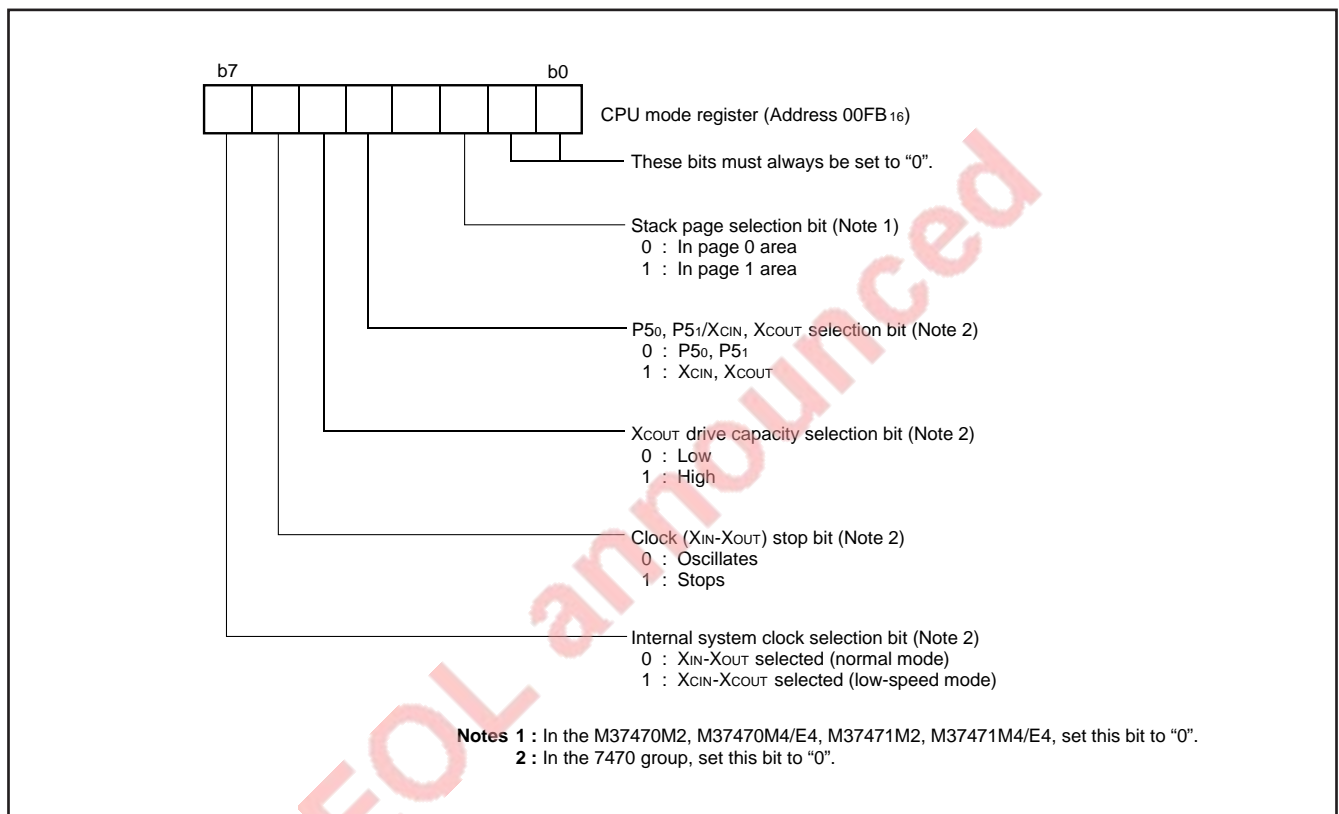 b7 b0
CPU mode register (Address 00FB16)
These bits must always be set to “0”.
Stack page selection bit (Note 1)
0 : In page 0 area
1 : In page 1 area
P50, P51/XCIN, XCOUT selection bit (Note 2)
0 : P50, P51
1 : XCIN, XCOUT
XCOUT drive capacity selection bit (Note 2)
0 : Low
1 : High
Clock (XIN-XOUT) stop bit (Note 2)
0 : Oscillates
1 : Stops
Internal system clock selection bit (Note 2)
0 : XIN-XOUT selected (normal mode)
1 : XCIN-XCOUT selected (low-speed mode)
Notes 1 : In the M37470M2, M37470M4/E4, M37471M2, M37471M4/E4, set this bit to “0”.
2 : In the 7470 group, set this bit to “0”.
EOL announced